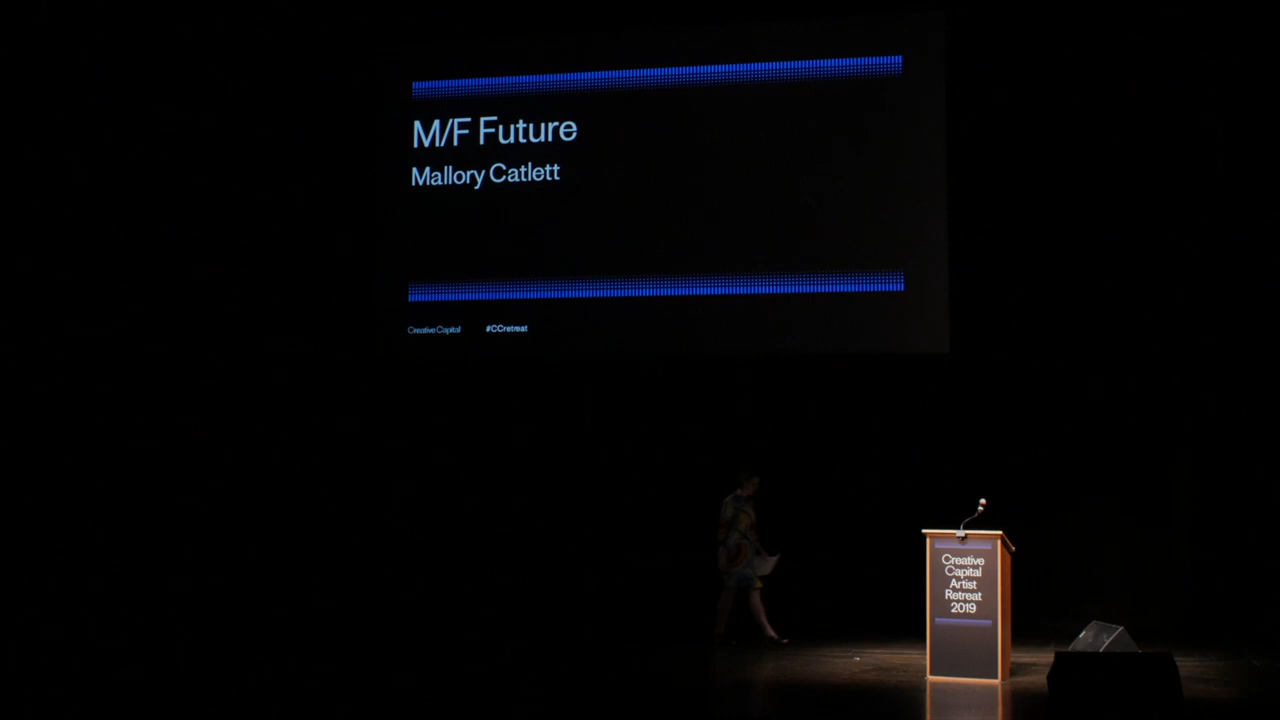 M/F Future
Mallory Catlett
Creative Capital #CCretreat
Creative
Capital
Artist
Retreat
2019